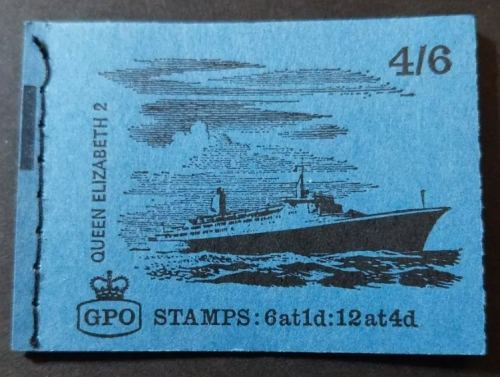 4/6
QUEEN ELIZABETH 2
GPO
STAMPS:6at1d:12at4d